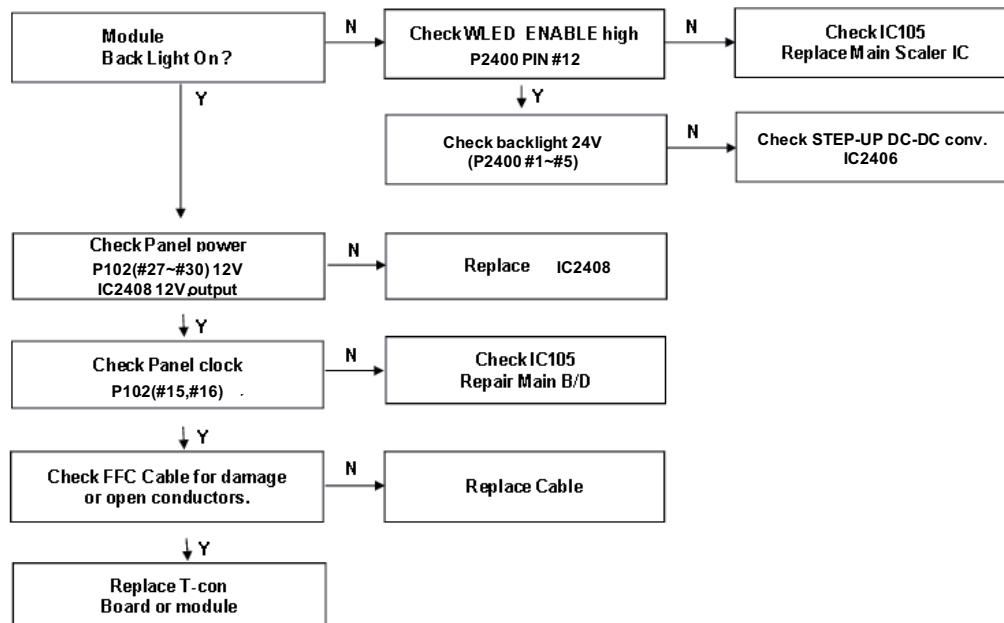 Module
Back Light On ?
N
Check WLED ENABLE high
P2400 PIN #12
N
Check IC105
Replace Main Scaler IC
Y
Y
Check backlight 24V
(P2400 #1~#5)
N
Check STEP-UP DC-DC conv.
IC2406
Check Panel power
P102(#27~#30) 12V
IC2408 12V output
N
Replace IC2408
Y
Check Panel clock
P102(#15,#16) .
N
Check IC105
Repair Main B/D
Y
Check FFC Cable for damage
or open conductors.
N
Replace Cable
Y
Replace T-con
Board or module